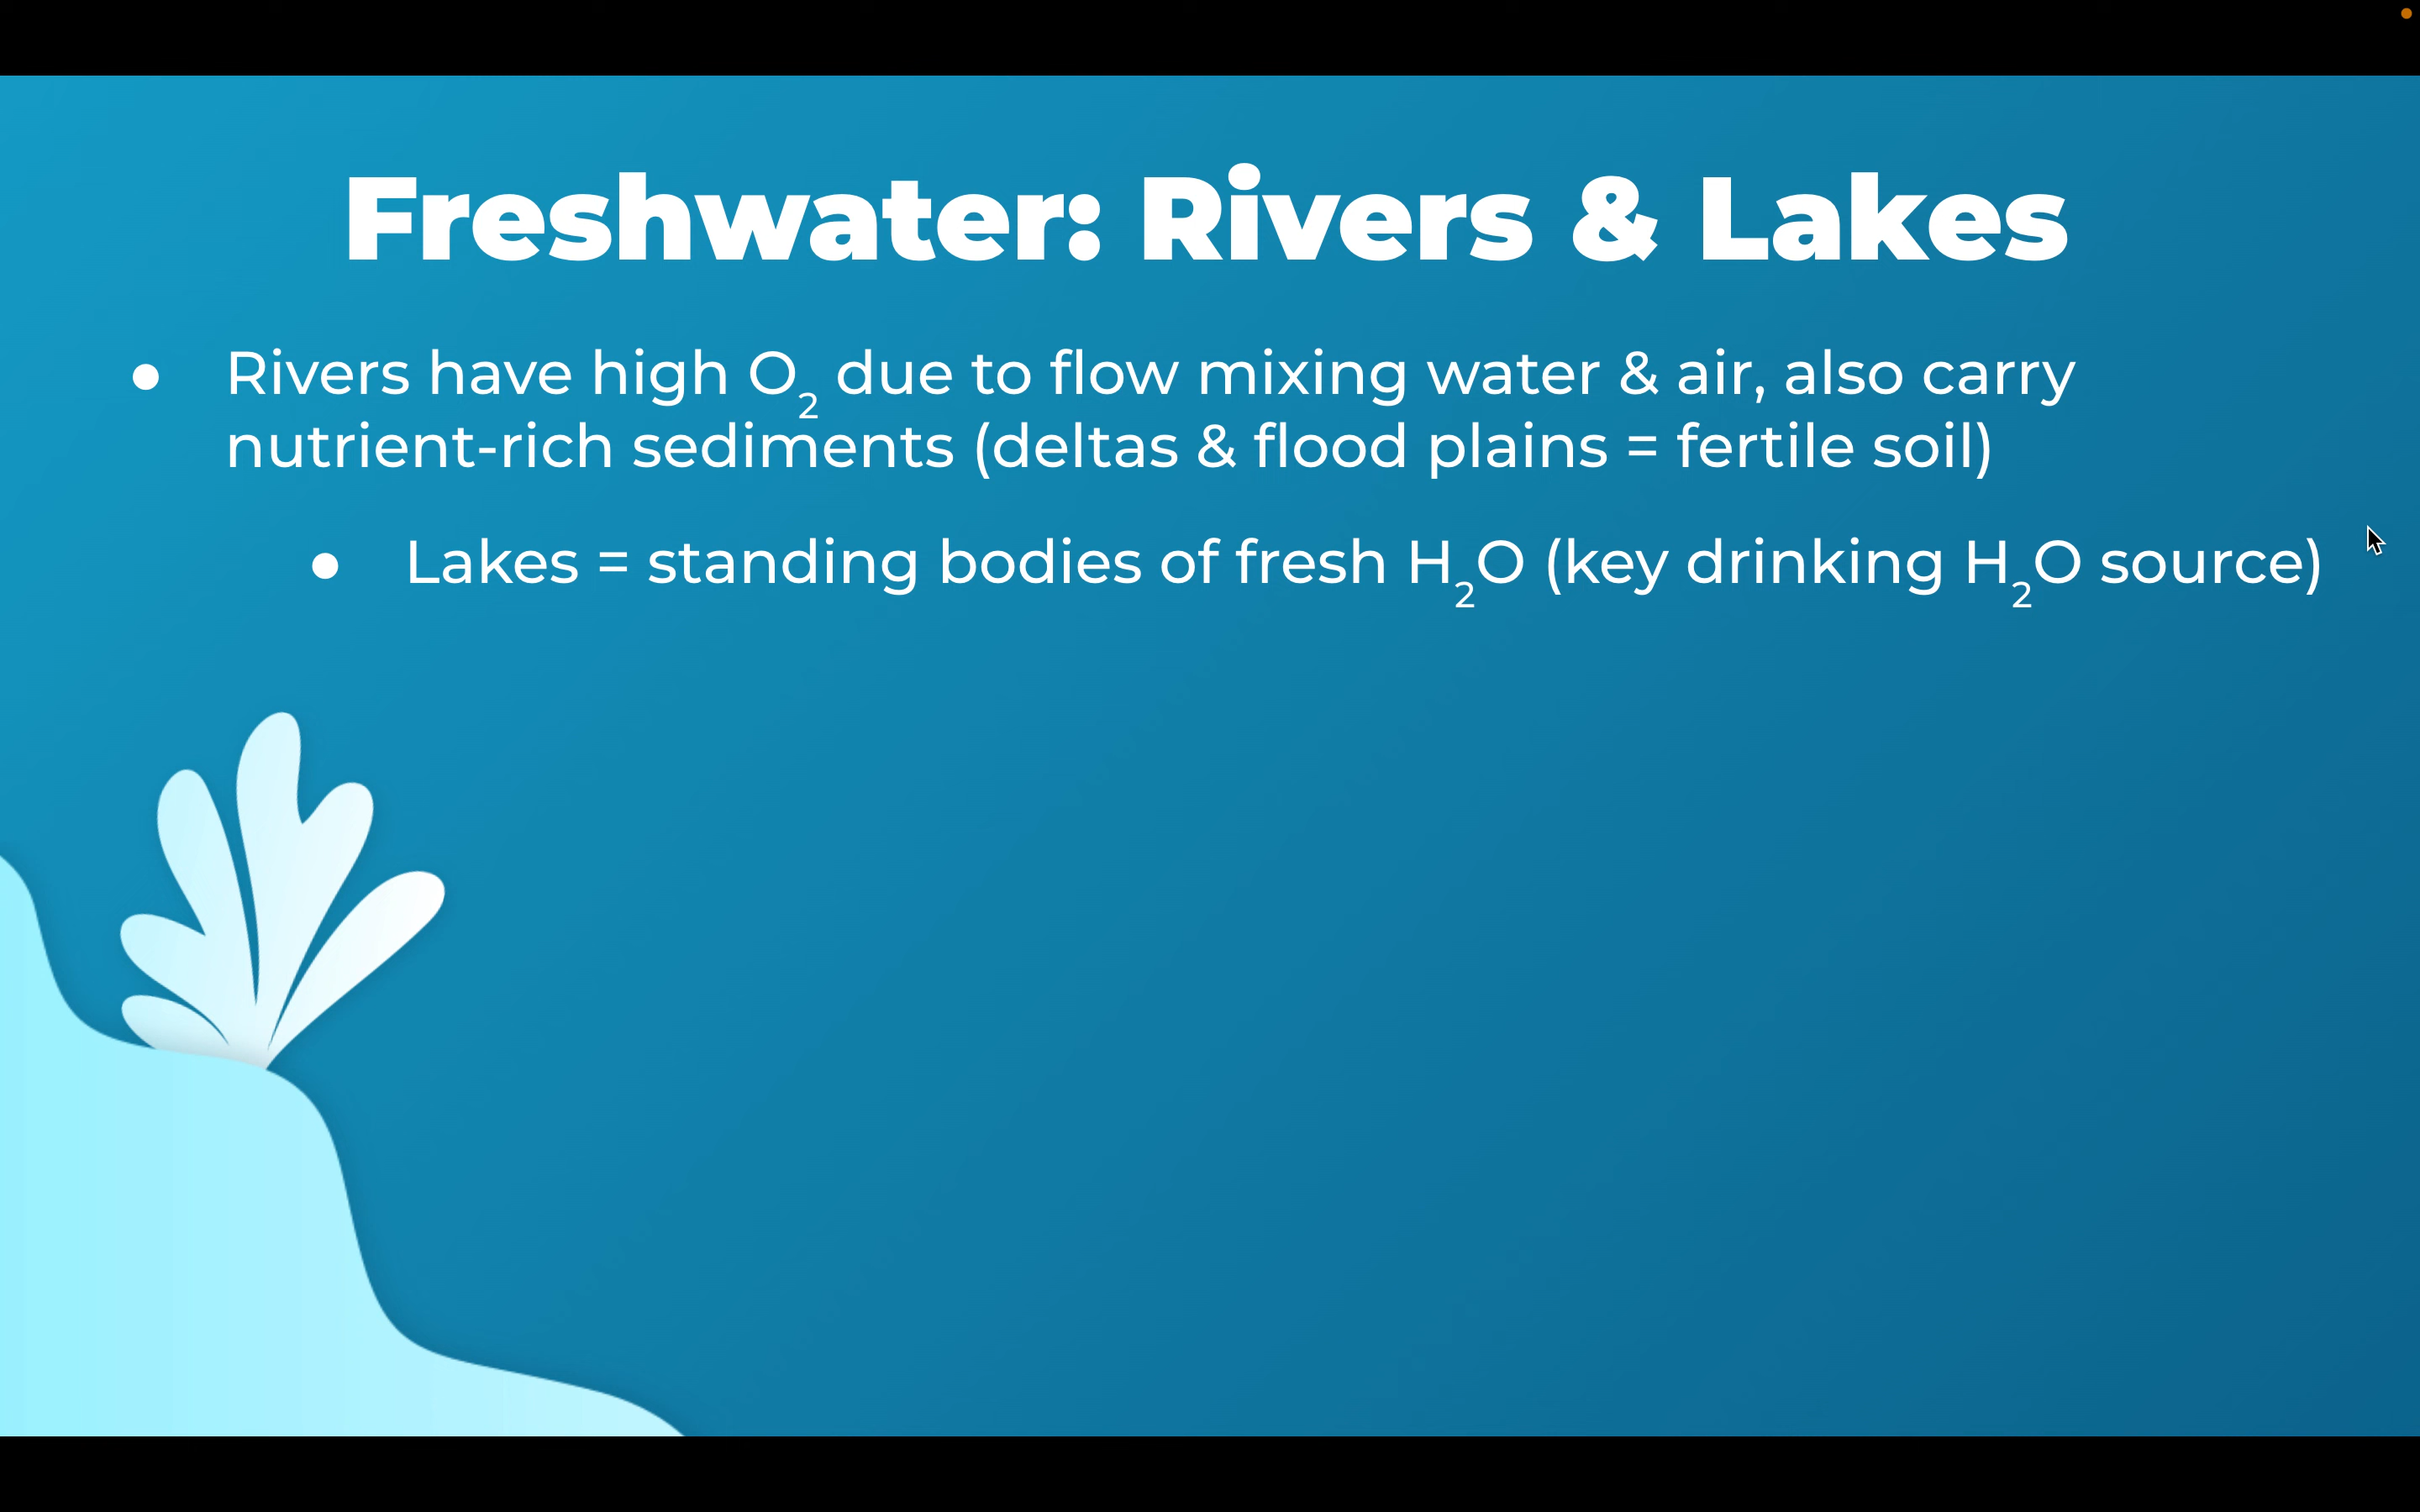 Freshwater: Rivers & Lakes
● Rivers have high O₂ due to flow mixing water & air, also carry
nutrient-rich sediments (deltas & flood plains = fertile soil)
● Lakes = standing bodies of fresh H₂O (key drinking H₂O source)